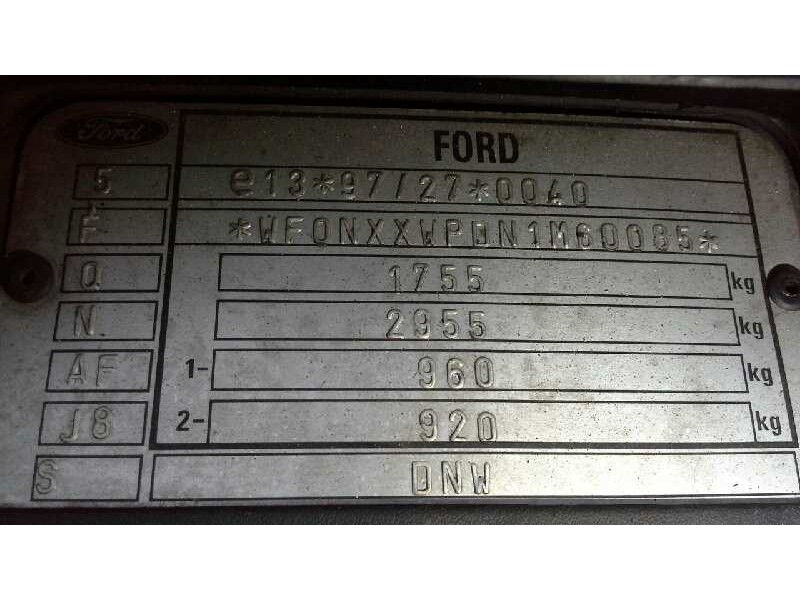 Ford FORD
5 e13*97/27*0040
F *WF0NXXWPDN1M60085*
Q 1755 kg
N 2955 kg
AF 1- 960 kg
J8 2- 920 kg
S DNW